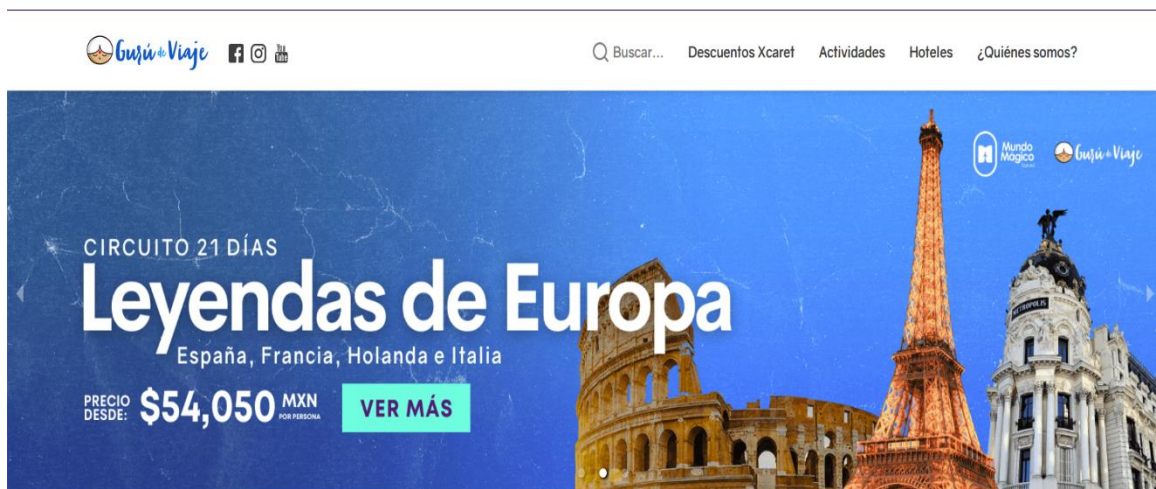 Gurú de Viaje
Buscar... Descuentos Xcaret Actividades Hoteles ¿Quiénes somos?
Mundo Mágico Gurú de Viaje
CIRCUITO 21 DÍAS
Leyendas de Europa
España, Francia, Holanda e Italia
PRECIO DESDE: $54,050 MXN POR PERSONA
VER MÁS
METROPOLIS